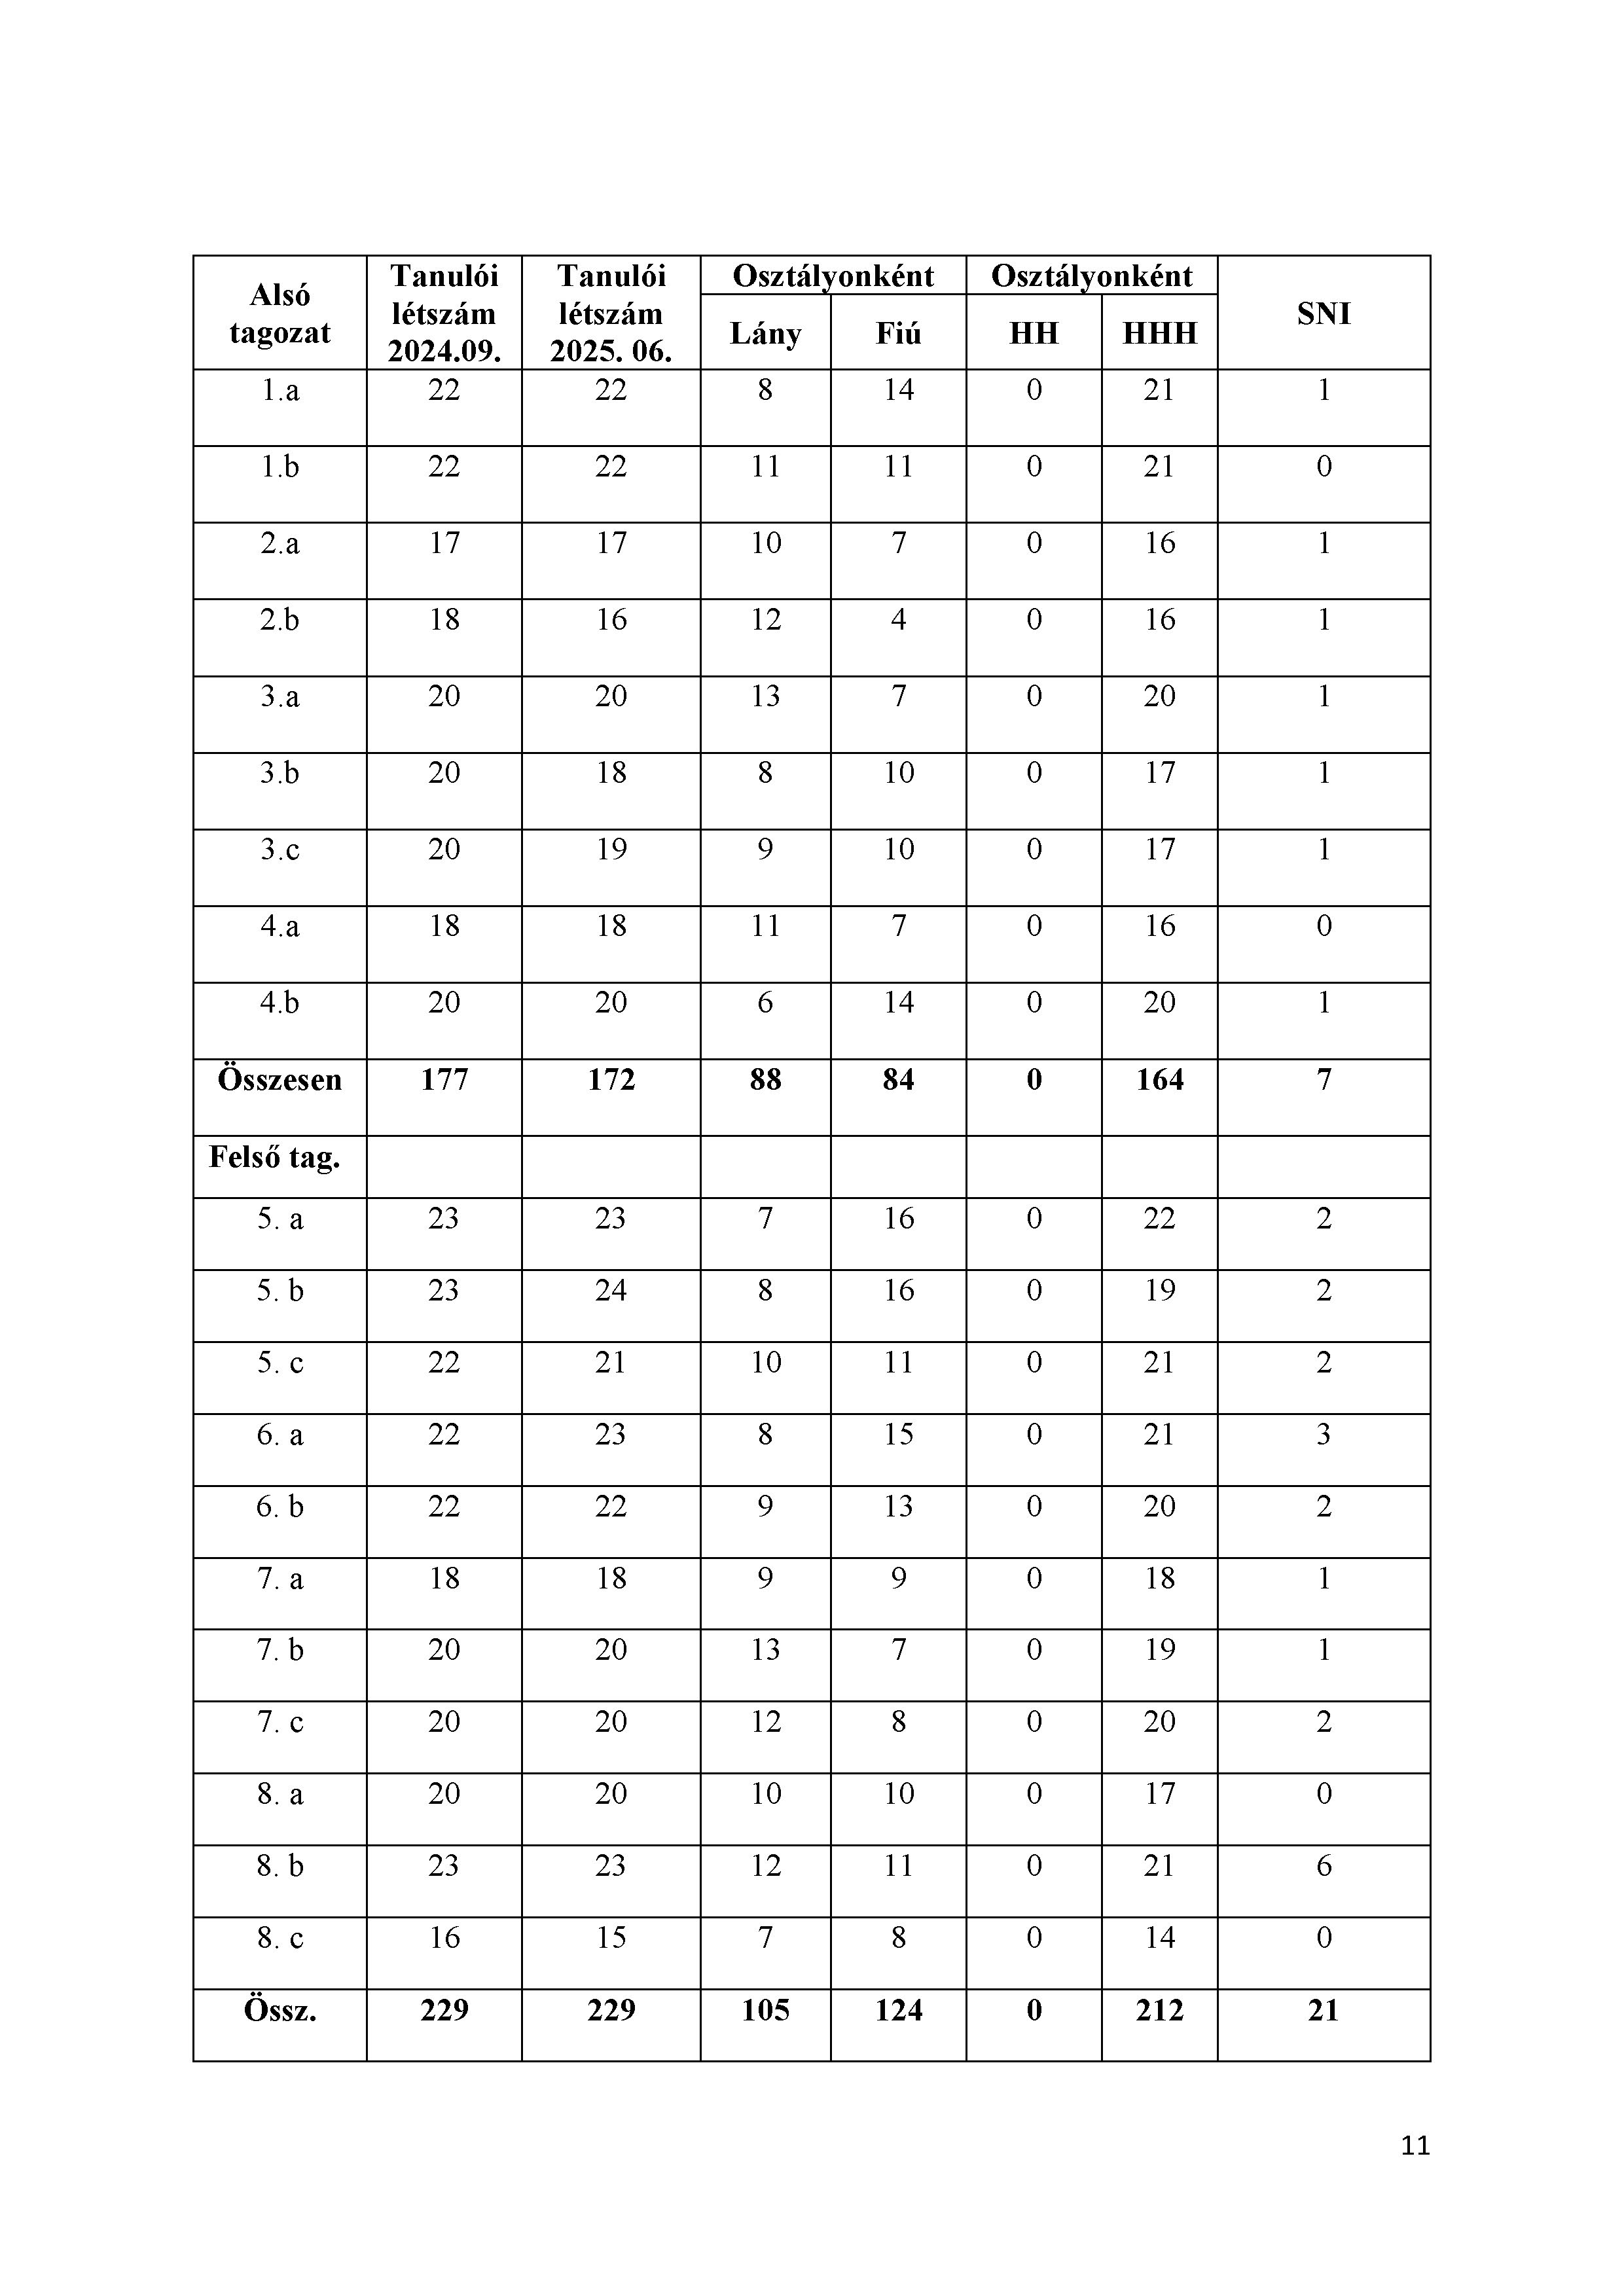 Alsó tagozat Tanulói létszám 2024.09. Tanulói létszám 2025. 06. Osztályonként Osztályonként SNI
Lány Fiú HH HHH
1.a 22 22 8 14 0 21 1
1.b 22 22 11 11 0 21 0
2.a 17 17 10 7 0 16 1
2.b 18 16 12 4 0 16 1
3.a 20 20 13 7 0 20 1
3.b 20 18 8 10 0 17 1
3.c 20 19 9 10 0 17 1
4.a 18 18 11 7 0 16 0
4.b 20 20 6 14 0 20 1
Összesen 177 172 88 84 0 164 7
Felső tag.
5. a 23 23 7 16 0 22 2
5. b 23 24 8 16 0 19 2
5. c 22 21 10 11 0 21 2
6. a 22 23 8 15 0 21 3
6. b 22 22 9 13 0 20 2
7. a 18 18 9 9 0 18 1
7. b 20 20 13 7 0 19 1
7. c 20 20 12 8 0 20 2
8. a 20 20 10 10 0 17 0
8. b 23 23 12 11 0 21 6
8. c 16 15 7 8 0 14 0
Össz. 229 229 105 124 0 212 21
11